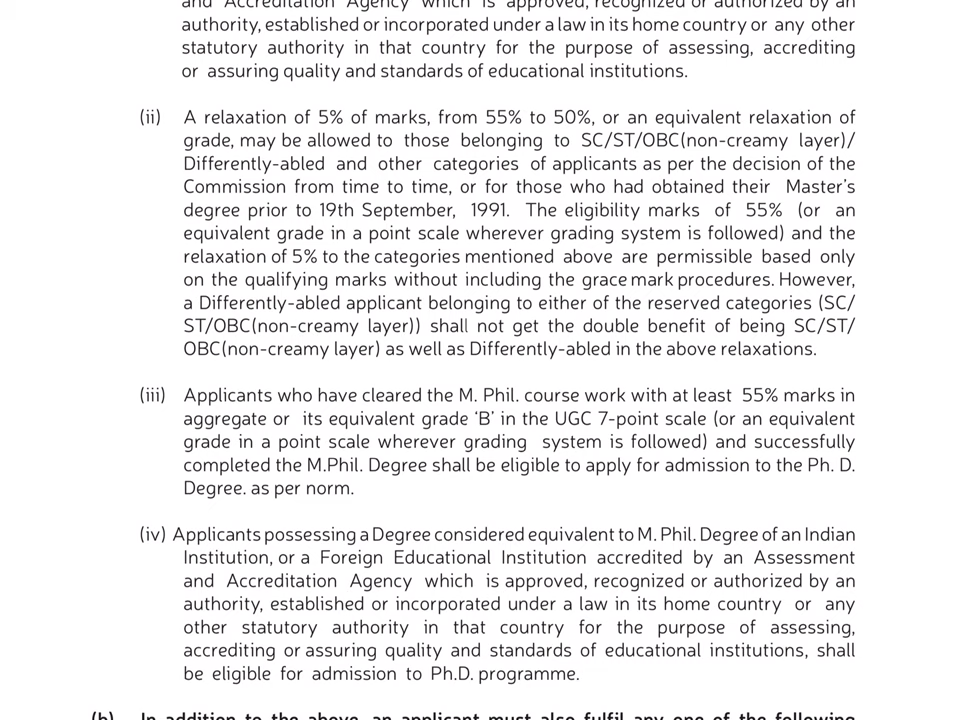 and Accreditation Agency which is approved, recognized or authorized by an
authority, established or incorporated under a law in its home country or any other
statutory authority in that country for the purpose of assessing, accrediting
or assuring quality and standards of educational institutions.
(ii) A relaxation of 5% of marks, from 55% to 50%, or an equivalent relaxation of
grade, may be allowed to those belonging to SC/ST/OBC(non-creamy layer)/
Differently-abled and other categories of applicants as per the decision of the
Commission from time to time, or for those who had obtained their Master's
degree prior to 19th September, 1991. The eligibility marks of 55% (or an
equivalent grade in a point scale wherever grading system is followed) and the
relaxation of 5% to the categories mentioned above are permissible based only
on the qualifying marks without including the grace mark procedures. However,
a Differently-abled applicant belonging to either of the reserved categories (SC/
ST/OBC(non-creamy layer)) shall not get the double benefit of being SC/ST/
OBC(non-creamy layer) as well as Differently-abled in the above relaxations.
(iii) Applicants who have cleared the M. Phil. course work with at least 55% marks in
aggregate or its equivalent grade 'B' in the UGC 7-point scale (or an equivalent
grade in a point scale wherever grading system is followed) and successfully
completed the M.Phil. Degree shall be eligible to apply for admission to the Ph. D.
Degree. as per norm.
(iv) Applicants possessing a Degree considered equivalent to M. Phil. Degree of an Indian
Institution, or a Foreign Educational Institution accredited by an Assessment
and Accreditation Agency which is approved, recognized or authorized by an
authority, established or incorporated under a law in its home country or any
other statutory authority in that country for the purpose of assessing,
accrediting or assuring quality and standards of educational institutions, shall
be eligible for admission to Ph.D. programme.
(b) In addition to the above, an applicant must also fulfil any one of the following